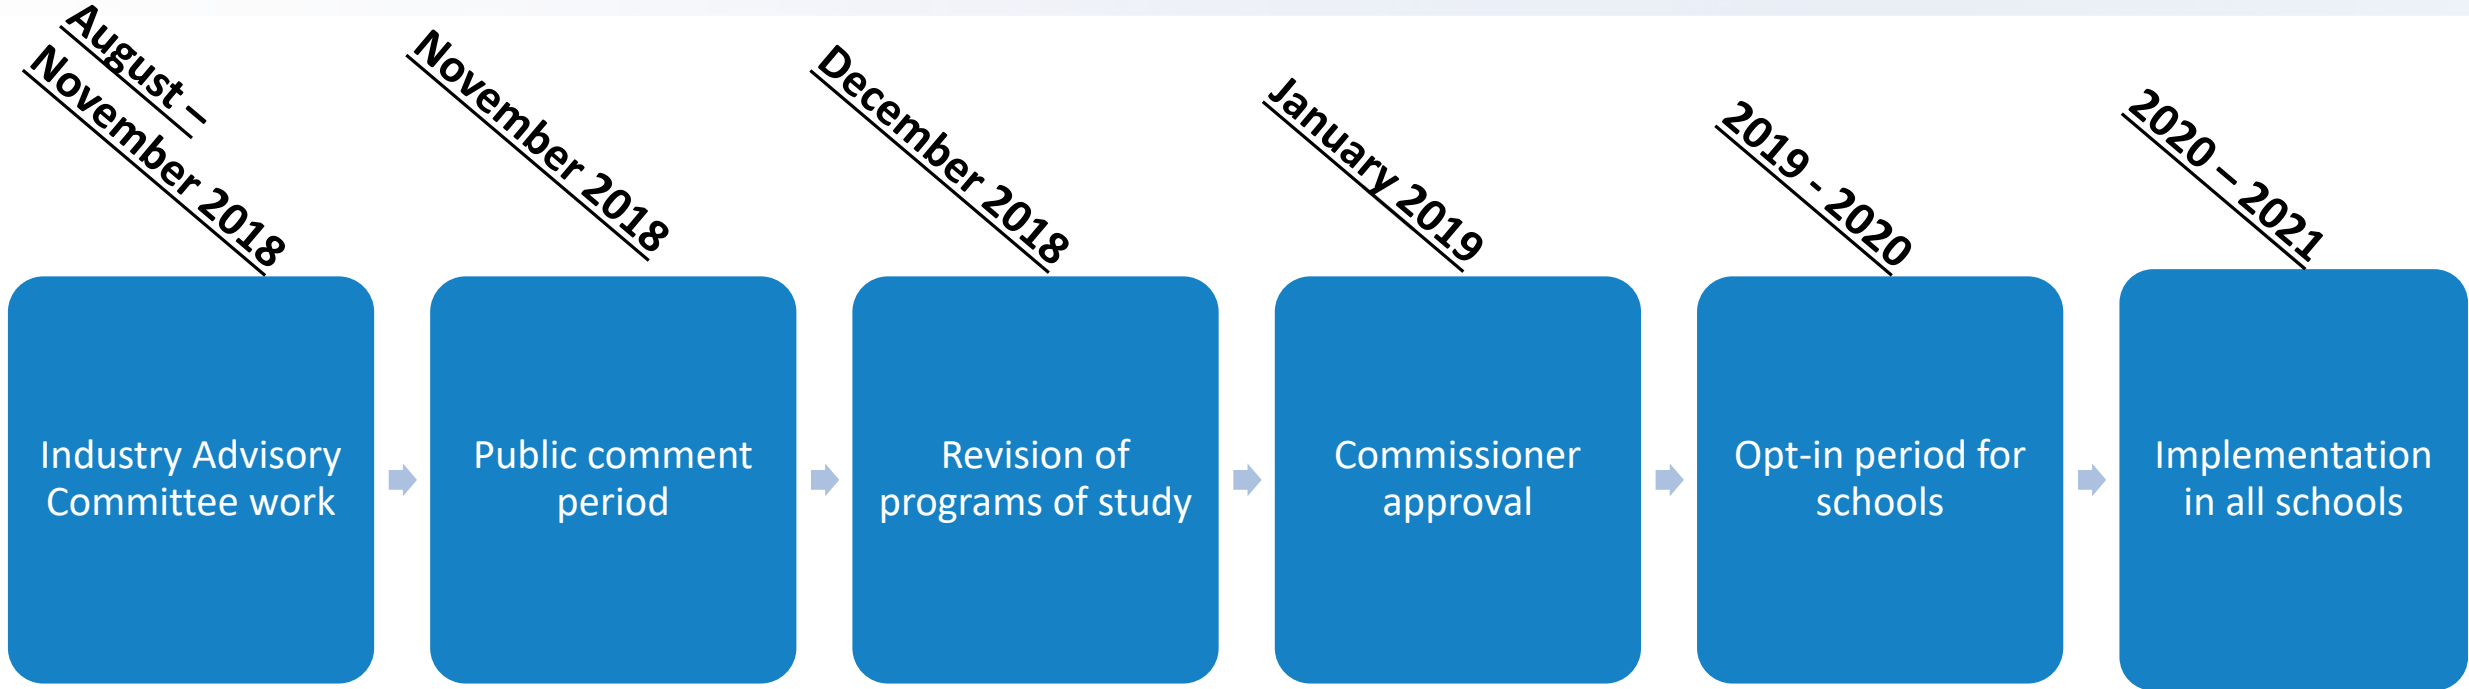 August –
November 2018
November 2018
December 2018
January 2019
2019 - 2020
2020 – 2021
Industry Advisory
Committee work
Public comment
period
Revision of
programs of study
Commissioner
approval
Opt-in period for
schools
Implementation
in all schools